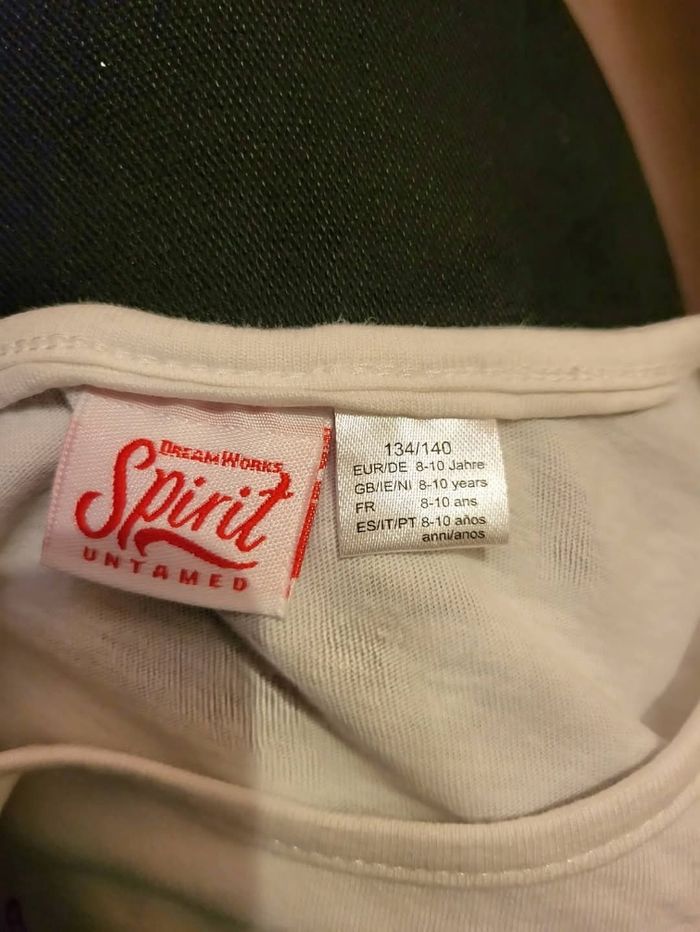 DREAMWORKS
Spirit
UNTAMED
134/140
EUR/DE 8-10 Jahre
GB/IE/NI 8-10 years
FR 8-10 ans
ES/IT/PT 8-10 años
anni/anos